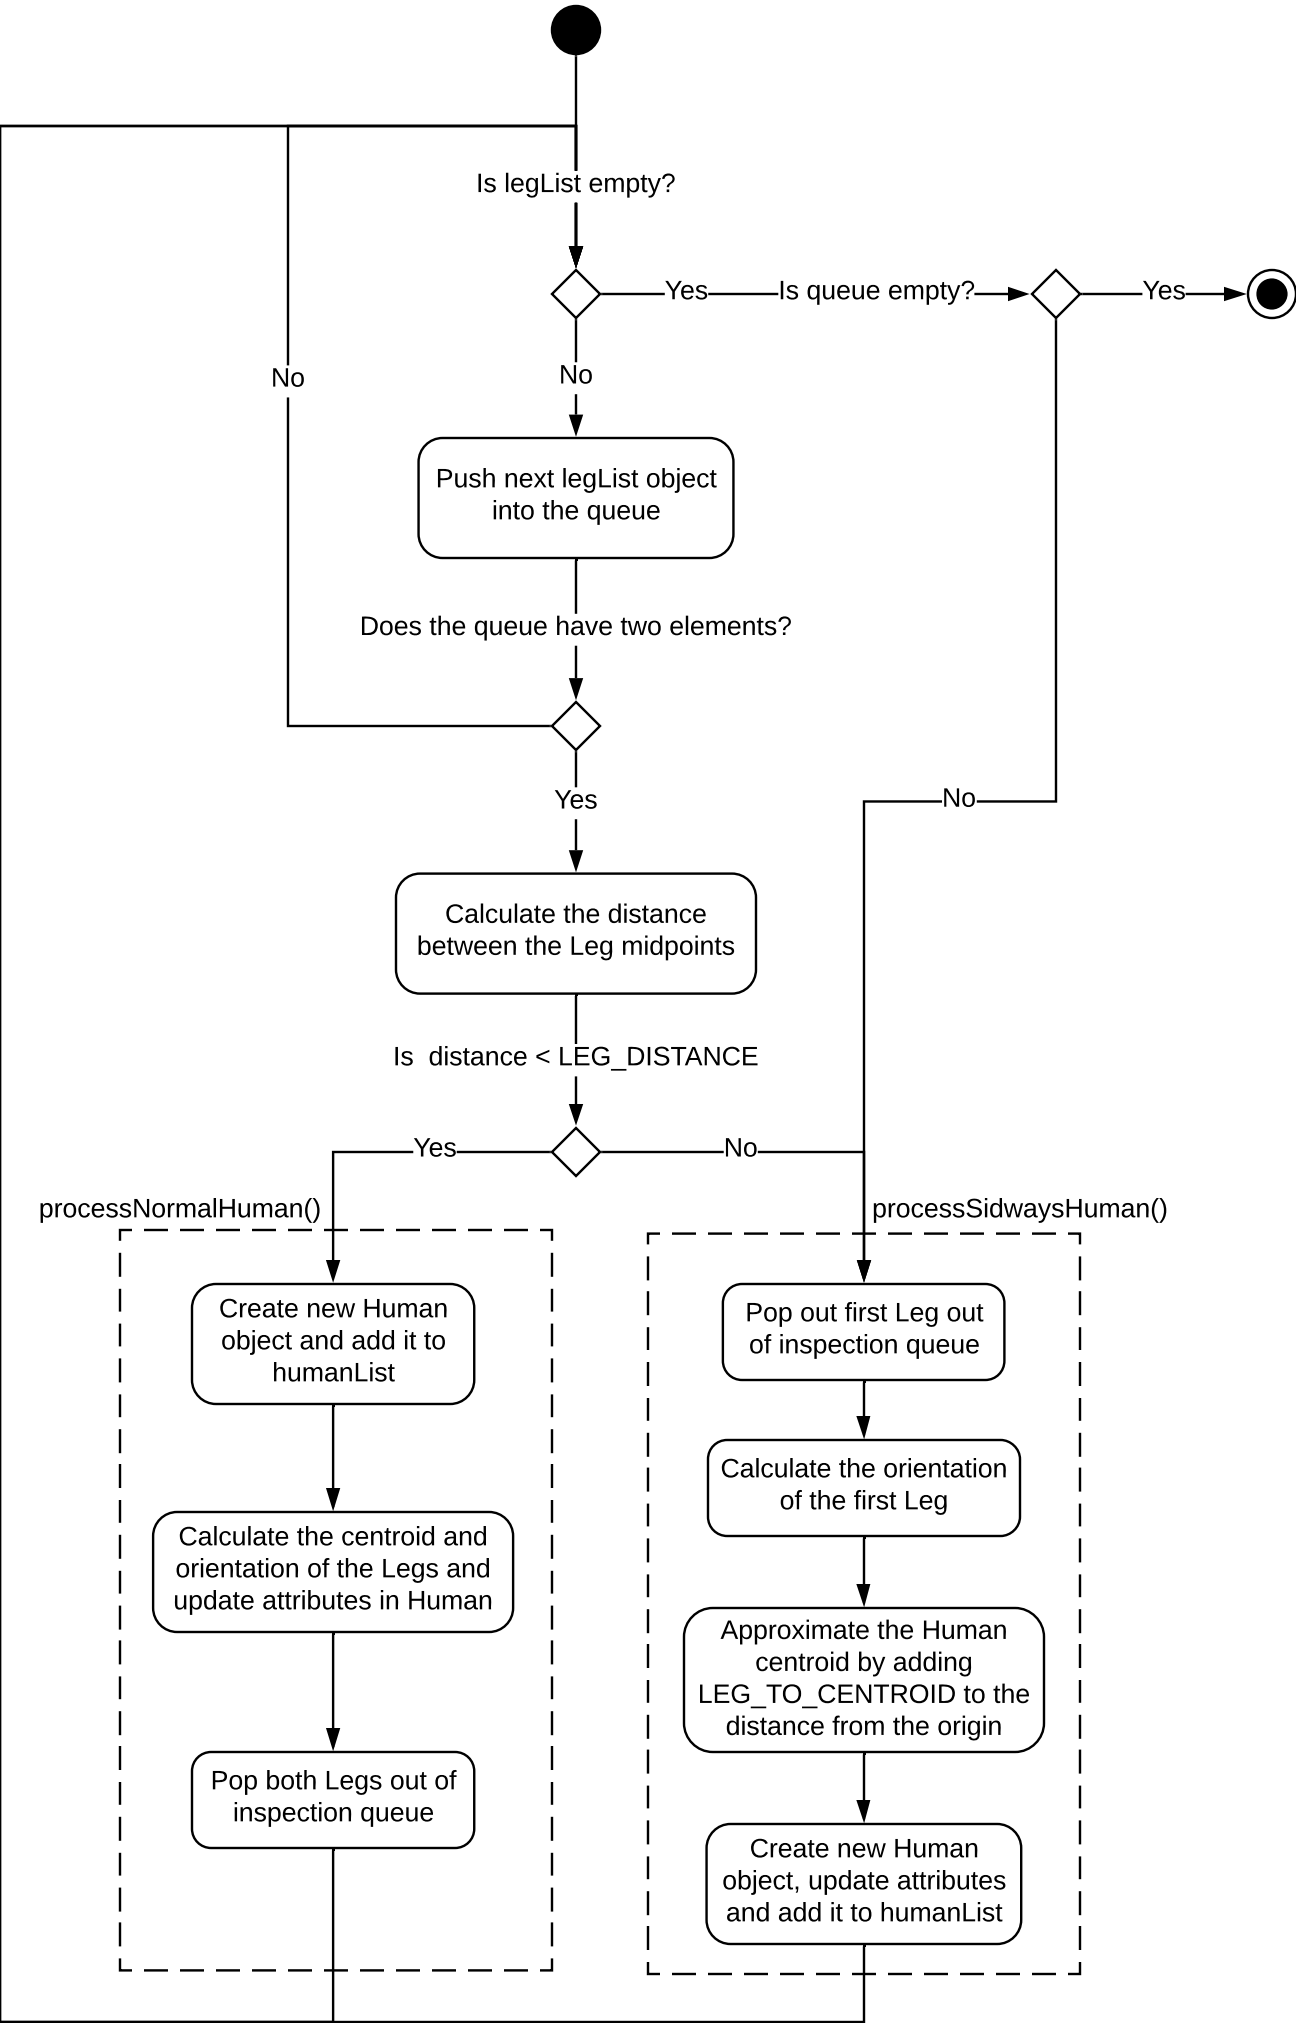 Is legList empty?
Yes
Is queue empty?
Yes
No
No
Push next legList object
into the queue
Does the queue have two elements?
Yes
No
Calculate the distance
between the Leg midpoints
Is  distance < LEG_DISTANCE
Yes
No
processNormalHuman()
processSidwaysHuman()
Create new Human
object and add it to
humanList
Calculate the centroid and
orientation of the Legs and
update attributes in Human
Pop both Legs out of
inspection queue
Pop out first Leg out
of inspection queue
Calculate the orientation
of the first Leg
Approximate the Human
centroid by adding
LEG_TO_CENTROID to the
distance from the origin
Create new Human
object, update attributes
and add it to humanList